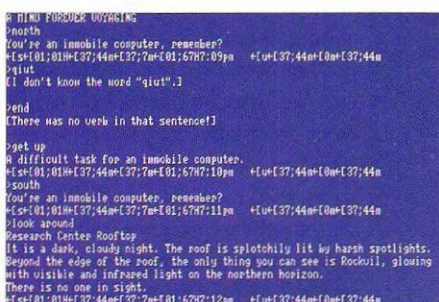 A MIND FOREVER VOYAGING
>north
You're an immobile computer, remember?
←[s←[01;01H←[37;44m←[37;7m←[01;67H7:09pm ←[u←[37;44m←[0m←[37;44m
>qiut
[I don't know the word "qiut".]
>end
[There was no verb in that sentence!]
>get up
A difficult task for an immobile computer.
←[s←[01;01H←[37;44m←[37;7m←[01;67H7:10pm ←[u←[37;44m←[0m←[37;44m
>south
You're an immobile computer, remember?
←[s←[01;01H←[37;44m←[37;7m←[01;67H7:11pm ←[u←[37;44m←[0m←[37;44m
>look around
Research Center Rooftop
It is a dark, cloudy night. The roof is splotchily lit by harsh spotlights.
Beyond the edge of the roof, the only thing you can see is Rockvil, glowing
with visible and infrared light on the northern horizon.
There is no one in sight.
←[s←[01;01H←[37;44m←[37;7m←[01;67H7:12pm ←[u←[37;44m←[0m←[37;44m